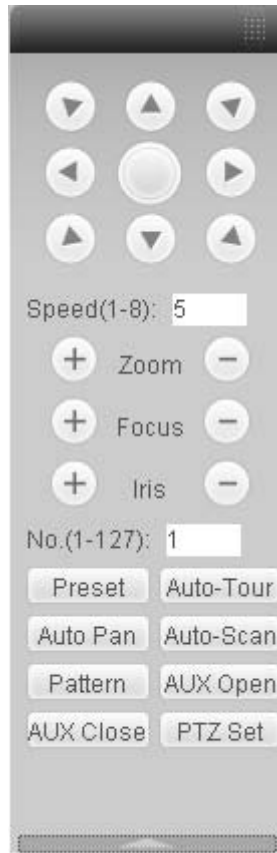 Speed(1-8): 5
+ Zoom −
+ Focus −
+ Iris −
No.(1-127): 1
Preset Auto-Tour
Auto Pan Auto-Scan
Pattern AUX Open
AUX Close PTZ Set